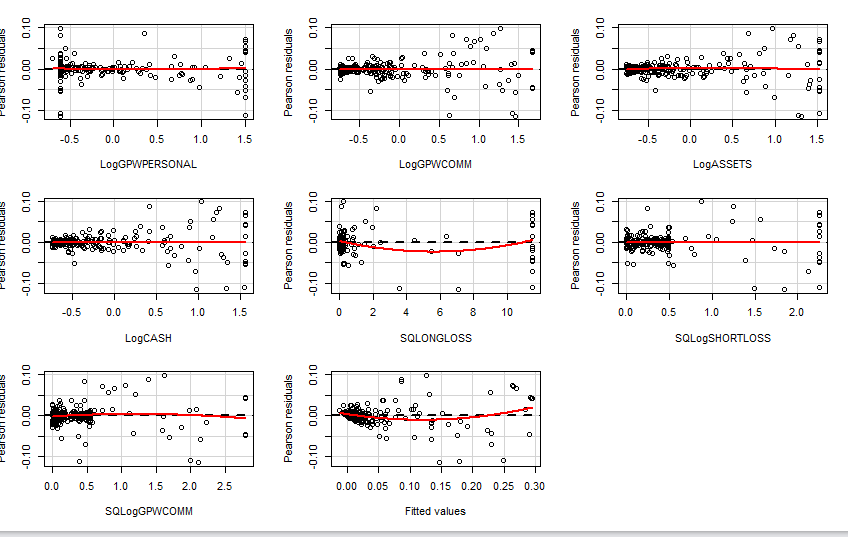 Pearson residuals
0.10
0.00
-0.10
-0.5 0.0 0.5 1.0 1.5
LogGPWPERSONAL
Pearson residuals
0.10
0.00
-0.10
-0.5 0.0 0.5 1.0 1.5
LogGPWCOMM
Pearson residuals
0.10
0.00
-0.10
-0.5 0.0 0.5 1.0 1.5
LogASSETS
Pearson residuals
0.10
0.00
-0.10
-0.5 0.0 0.5 1.0 1.5
LogCASH
Pearson residuals
0.10
0.00
-0.10
0 2 4 6 8 10
SQLONGLOSS
Pearson residuals
0.10
0.00
-0.10
0.0 0.5 1.0 1.5 2.0
SQLogSHORTLOSS
Pearson residuals
0.10
0.00
-0.10
0.0 0.5 1.0 1.5 2.0 2.5
SQLogGPWCOMM
Pearson residuals
0.10
0.00
-0.10
0.00 0.05 0.10 0.15 0.20 0.25 0.30
Fitted values